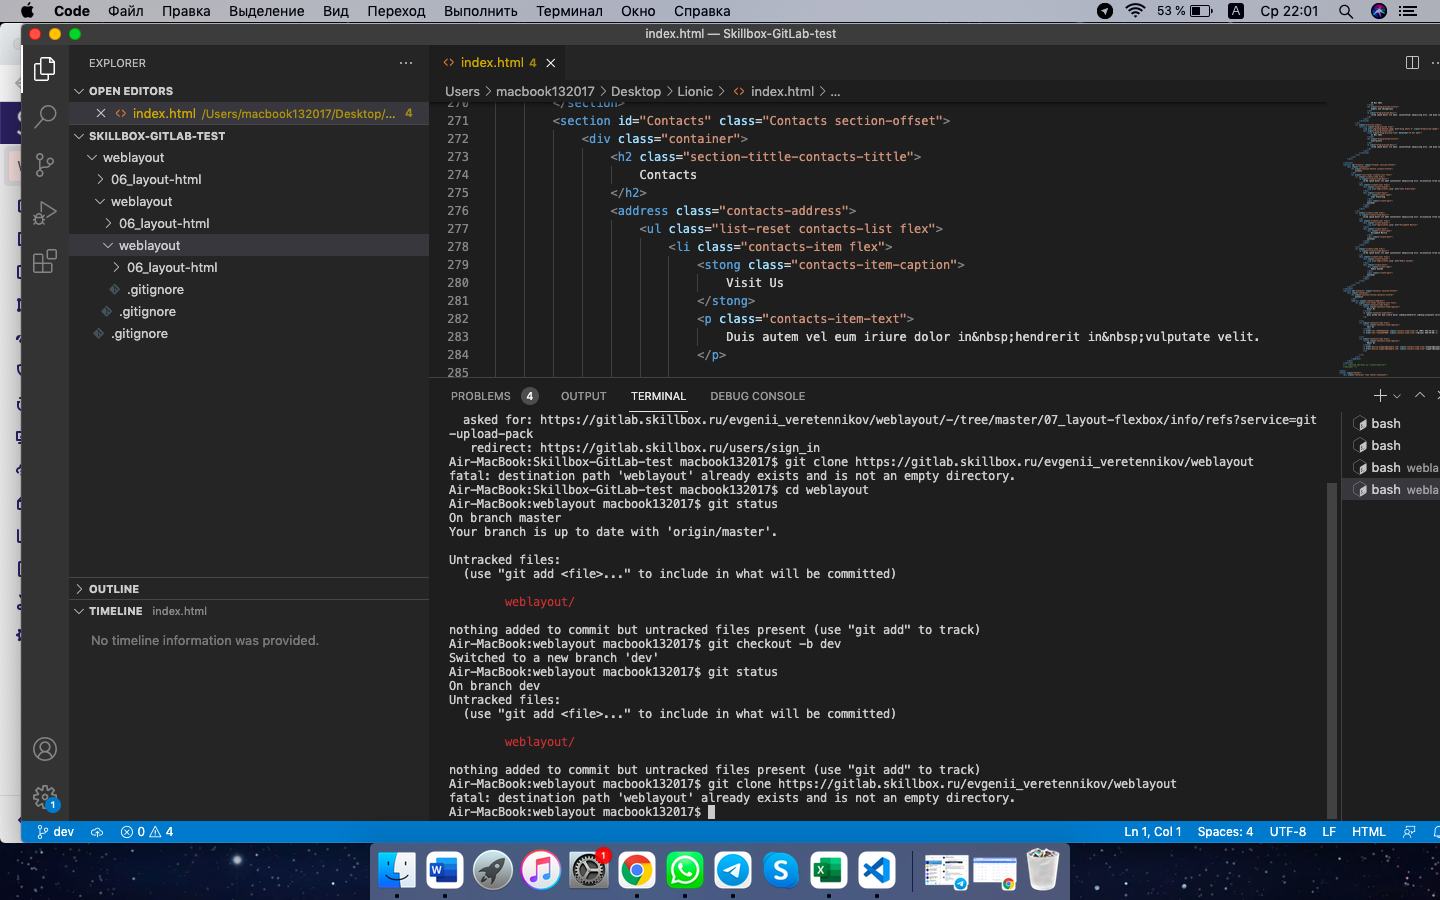 Code Файл Правка Выделение Вид Переход Выполнить Терминал Окно Справка 53 % A Ср 22:01
index.html — Skillbox-GitLab-test
EXPLORER
OPEN EDITORS
index.html /Users/macbook132017/Desktop/... 4
SKILLBOX-GITLAB-TEST
weblayout
06_layout-html
weblayout
06_layout-html
weblayout
06_layout-html
.gitignore
.gitignore
.gitignore
OUTLINE
TIMELINE index.html
No timeline information was provided.
index.html 4
Users > macbook132017 > Desktop > Lionic > index.html > ...
270 </section>
271 <section id="Contacts" class="Contacts section-offset">
272 <div class="container">
273 <h2 class="section-tittle-contacts-tittle">
274 Contacts
275 </h2>
276 <address class="contacts-address">
277 <ul class="list-reset contacts-list flex">
278 <li class="contacts-item flex">
279 <stong class="contacts-item-caption">
280 Visit Us
281 </stong>
282 <p class="contacts-item-text">
283 Duis autem vel eum iriure dolor in&nbsp;hendrerit in&nbsp;vulputate velit.
284 </p>
285
PROBLEMS 4 OUTPUT TERMINAL DEBUG CONSOLE
asked for: https://gitlab.skillbox.ru/evgenii_veretennikov/weblayout/-/tree/master/07_layout-flexbox/info/refs?service=git
-upload-pack
redirect: https://gitlab.skillbox.ru/users/sign_in
Air-MacBook:Skillbox-GitLab-test macbook132017$ git clone https://gitlab.skillbox.ru/evgenii_veretennikov/weblayout
fatal: destination path 'weblayout' already exists and is not an empty directory.
Air-MacBook:Skillbox-GitLab-test macbook132017$ cd weblayout
Air-MacBook:weblayout macbook132017$ git status
On branch master
Your branch is up to date with 'origin/master'.
Untracked files:
(use "git add <file>..." to include in what will be committed)
weblayout/
nothing added to commit but untracked files present (use "git add" to track)
Air-MacBook:weblayout macbook132017$ git checkout -b dev
Switched to a new branch 'dev'
Air-MacBook:weblayout macbook132017$ git status
On branch dev
Untracked files:
(use "git add <file>..." to include in what will be committed)
weblayout/
nothing added to commit but untracked files present (use "git add" to track)
Air-MacBook:weblayout macbook132017$ git clone https://gitlab.skillbox.ru/evgenii_veretennikov/weblayout
fatal: destination path 'weblayout' already exists and is not an empty directory.
Air-MacBook:weblayout macbook132017$
bash
bash
bash webla
bash webla
1
dev 0 4 Ln 1, Col 1 Spaces: 4 UTF-8 LF HTML
1